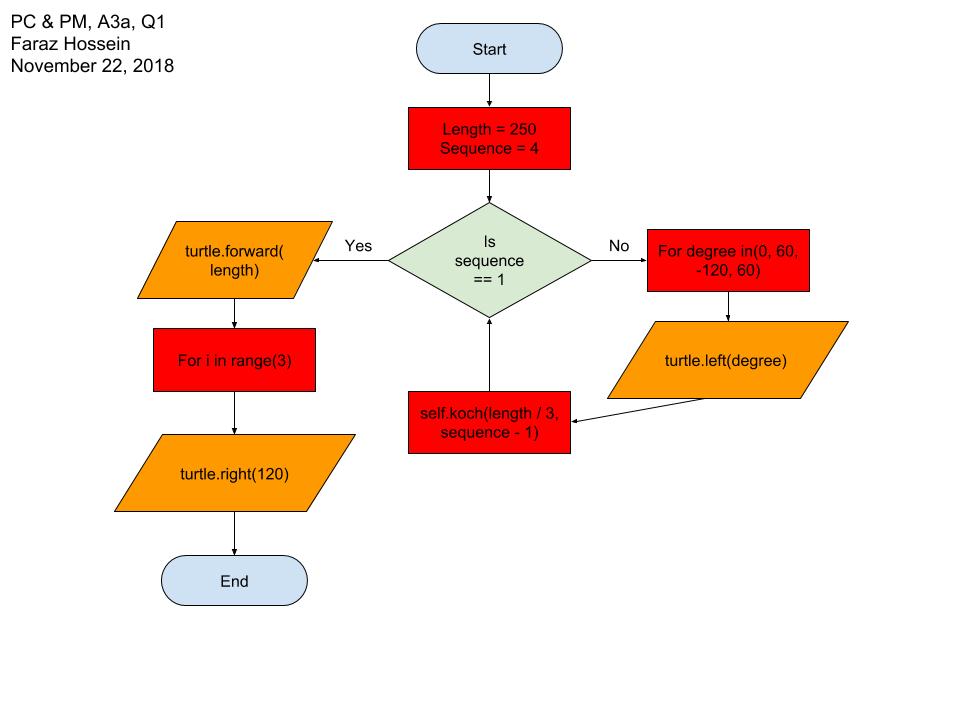 PC & PM, A3a, Q1
Faraz Hossein
November 22, 2018
Start
Length = 250
Sequence = 4
Is
sequence
== 1
Yes
No
turtle.forward(
length)
For degree in(0, 60,
-120, 60)
For i in range(3)
turtle.left(degree)
self.koch(length / 3,
sequence - 1)
turtle.right(120)
End